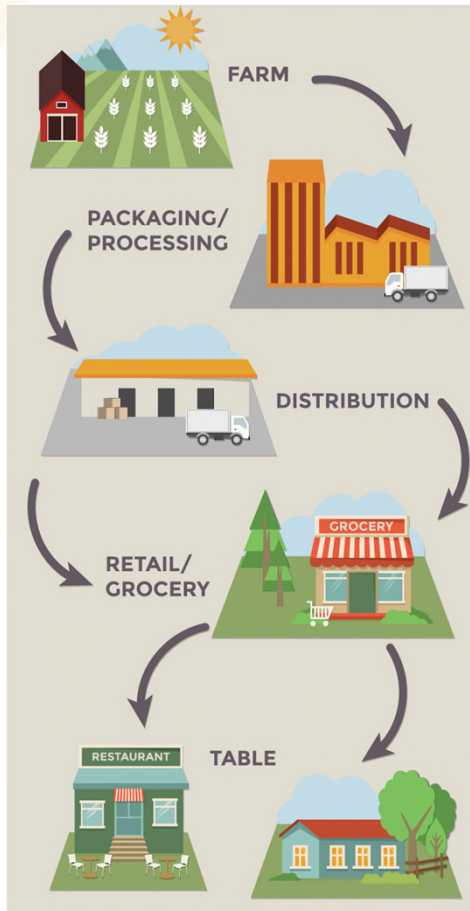 FARM
PACKAGING/
PROCESSING
DISTRIBUTION
GROCERY
RETAIL/
GROCERY
RESTAURANT
TABLE